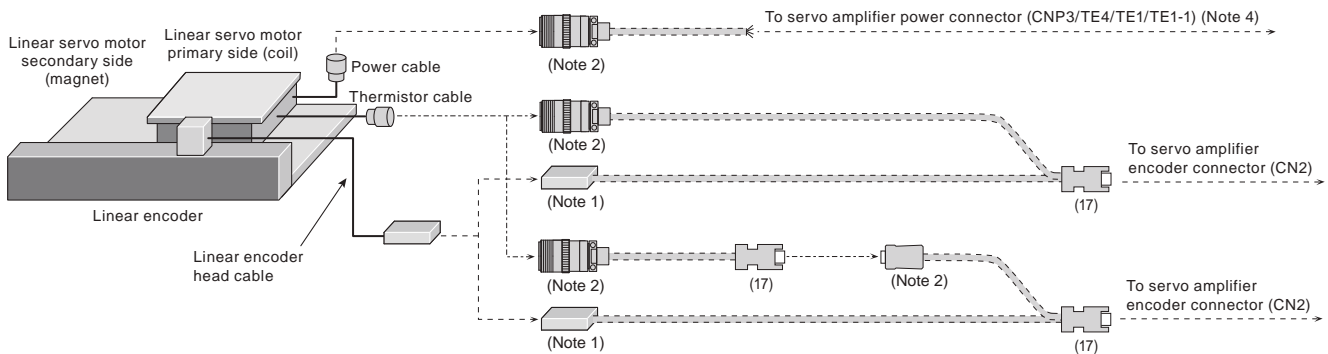 Linear servo motor
secondary side
(magnet)
Linear servo motor
primary side (coil)
Power cable
Thermistor cable
Linear encoder
Linear encoder
head cable
(Note 2)
To servo amplifier power connector (CNP3/TE4/TE1/TE1-1) (Note 4)
(Note 2)
(Note 1)
(17)
To servo amplifier
encoder connector (CN2)
(Note 2)
(17)
(Note 2)
(Note 1)
(17)
To servo amplifier
encoder connector (CN2)